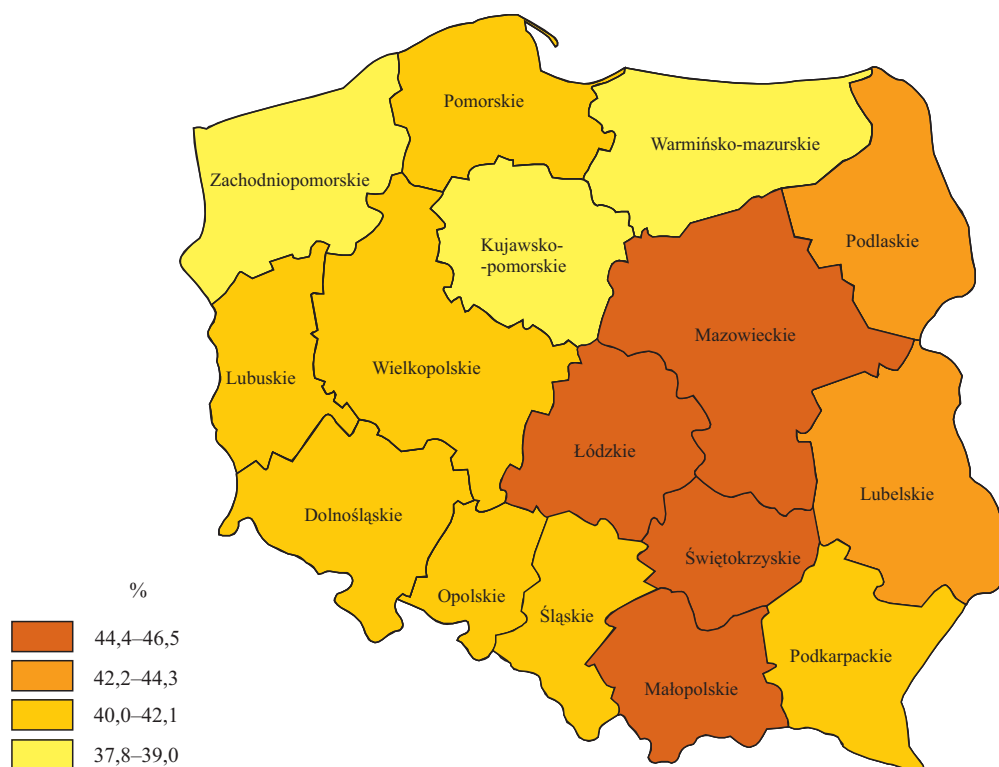 Pomorskie
Warmińsko-mazurskie
Zachodniopomorskie
Kujawsko-
-pomorskie
Podlaskie
Mazowieckie
Lubuskie
Wielkopolskie
Łódzkie
Lubelskie
Dolnośląskie
Świętokrzyskie
Opolskie
Śląskie
Podkarpackie
Małopolskie
%
44,4–46,5
42,2–44,3
40,0–42,1
37,8–39,0